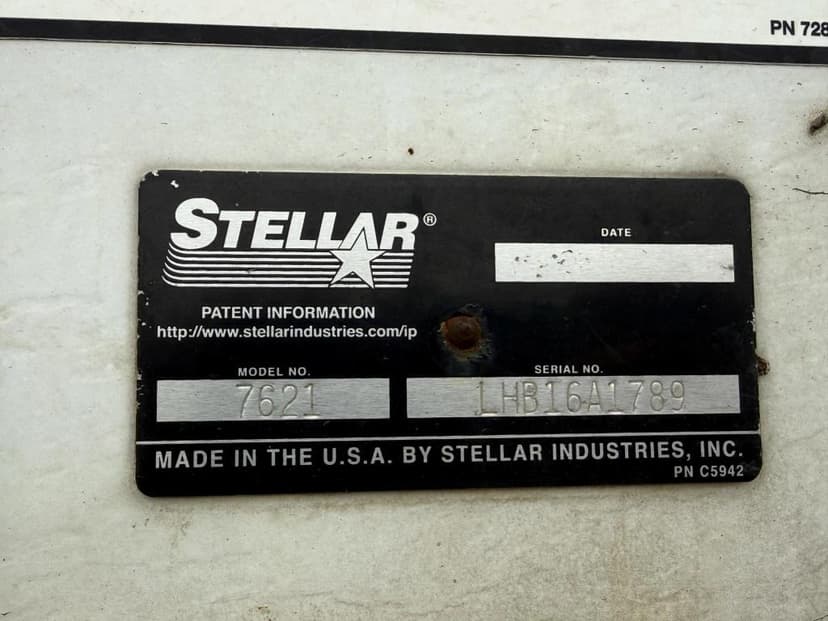 PN 728
STELLAR®
DATE
PATENT INFORMATION
http://www.stellarindustries.com/ip
MODEL NO.
SERIAL NO.
7621
LHB16A1789
MADE IN THE U.S.A. BY STELLAR INDUSTRIES, INC.
PN C5942